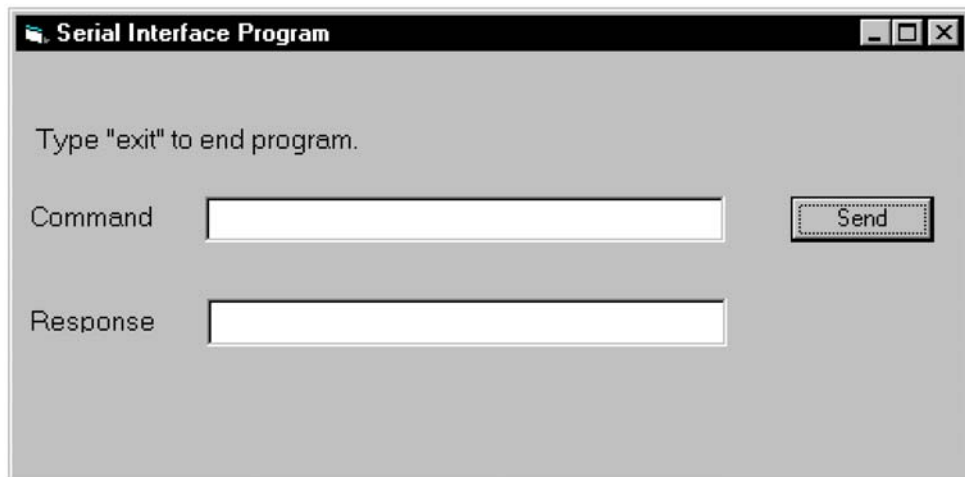 Serial Interface Program
Type "exit" to end program.
Command
Send
Response